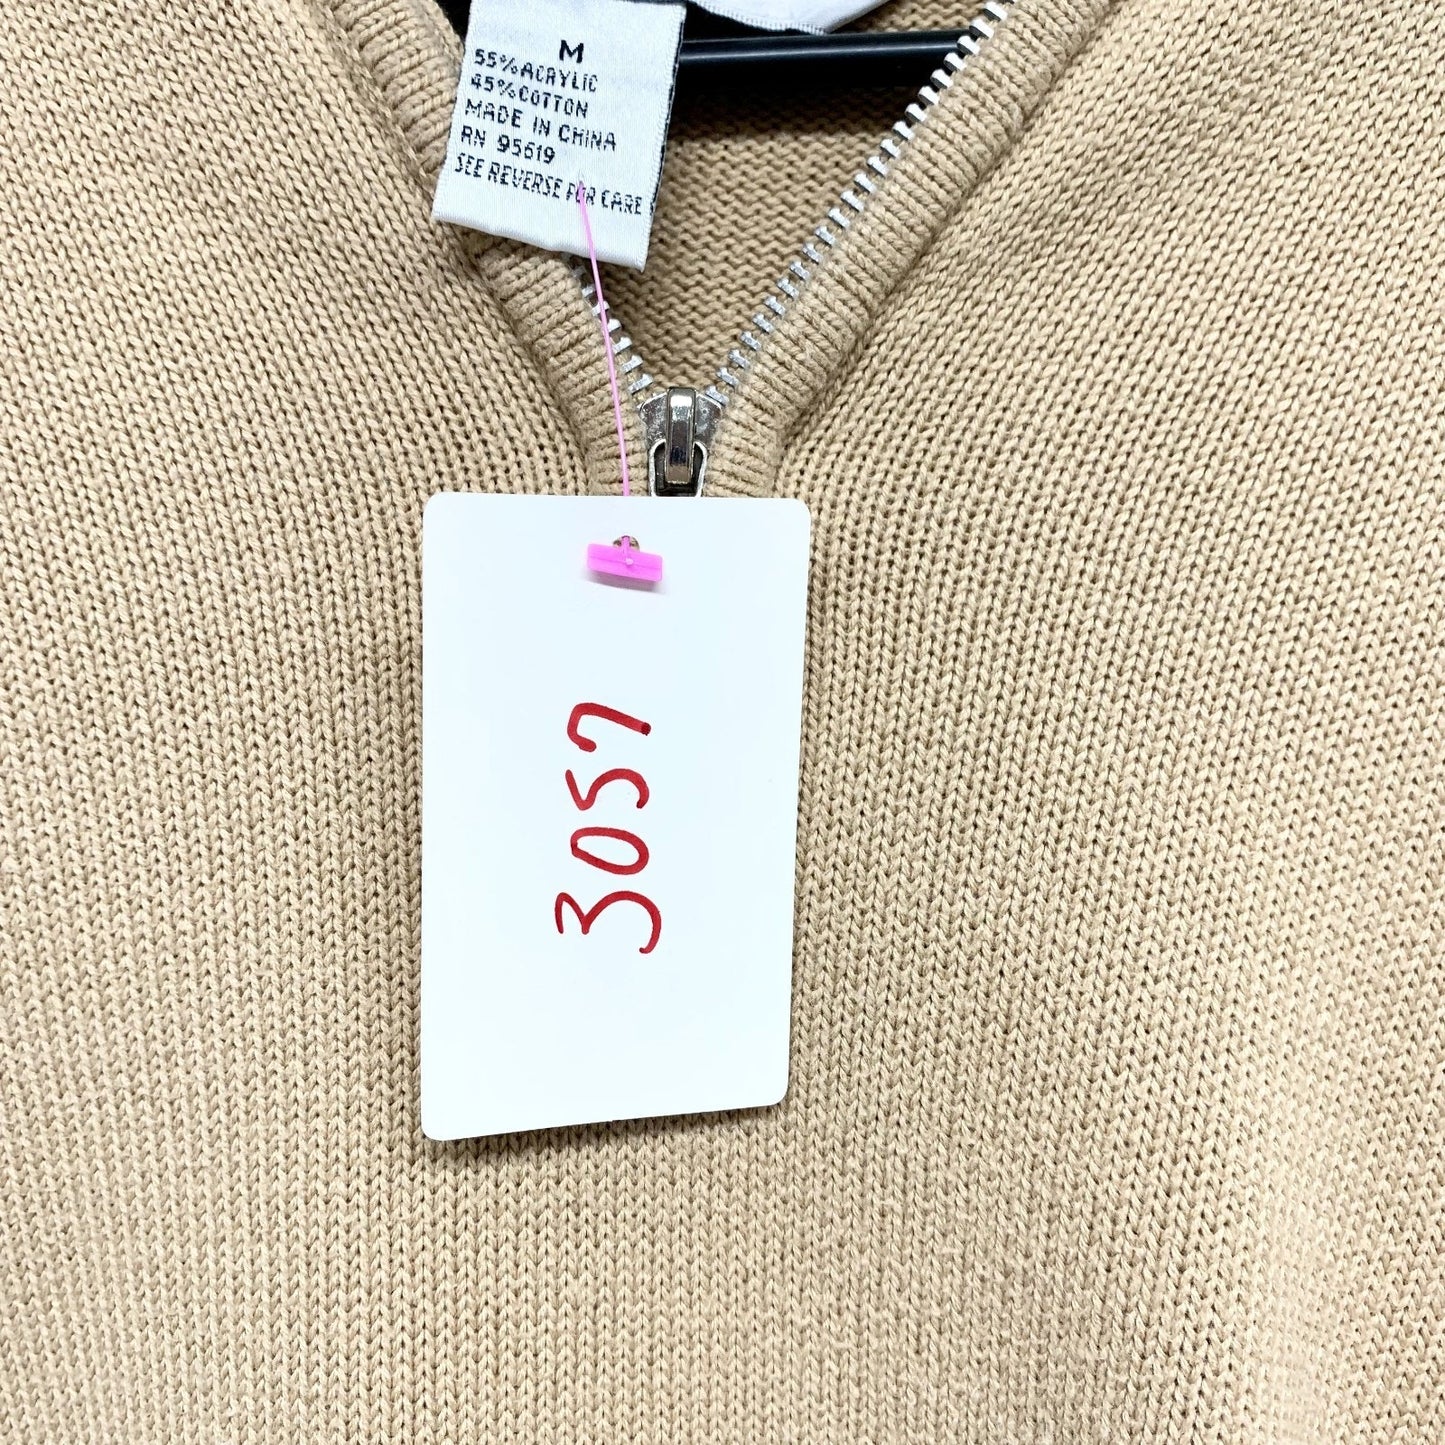 M
55%ACRYLIC
45%COTTON
MADE IN CHINA
RN 95619
SEE REVERSE FOR CARE
3057